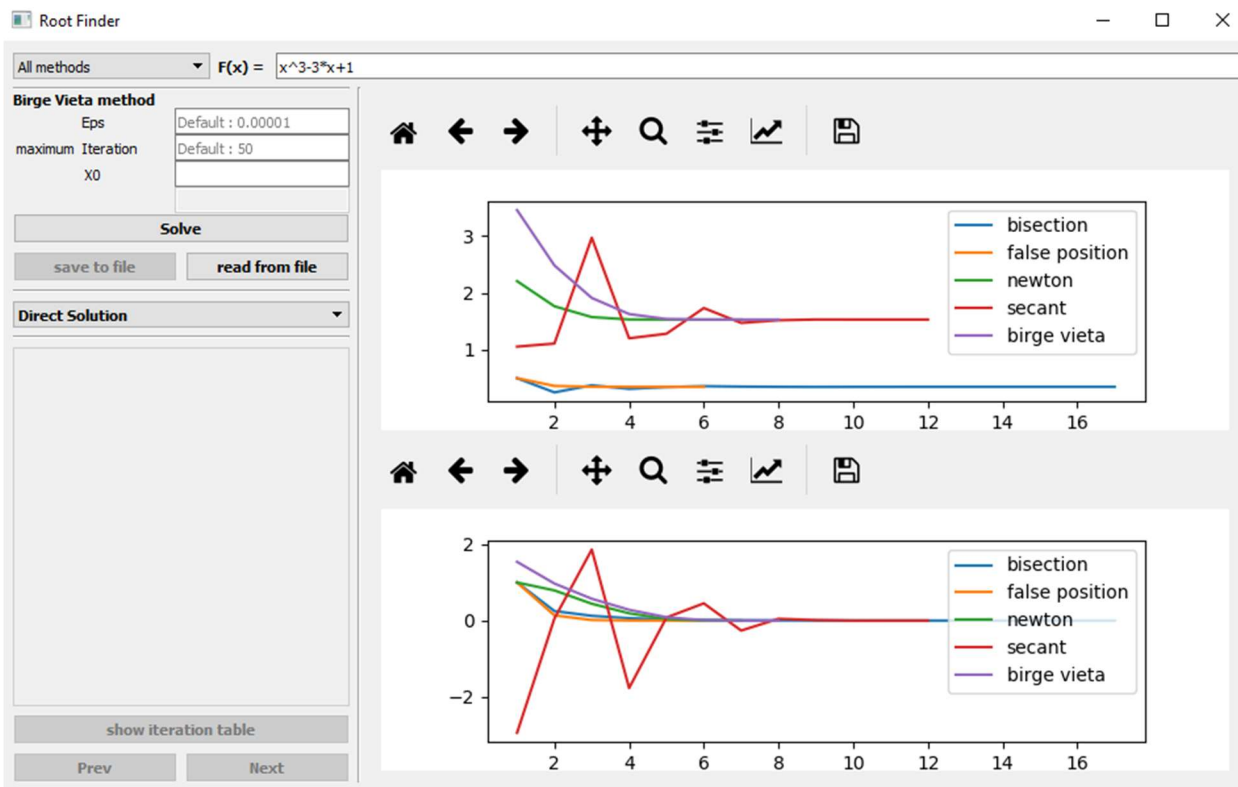 Root Finder
All methods F(x) = x^3-3*x+1
Birge Vieta method
Eps Default : 0.00001
maximum Iteration Default : 50
X0
Solve
save to file read from file
Direct Solution
show iteration table
Prev Next
3
2
1
2 4 6 8 10 12 14 16
bisection
false position
newton
secant
birge vieta
2
0
−2
2 4 6 8 10 12 14 16
bisection
false position
newton
secant
birge vieta